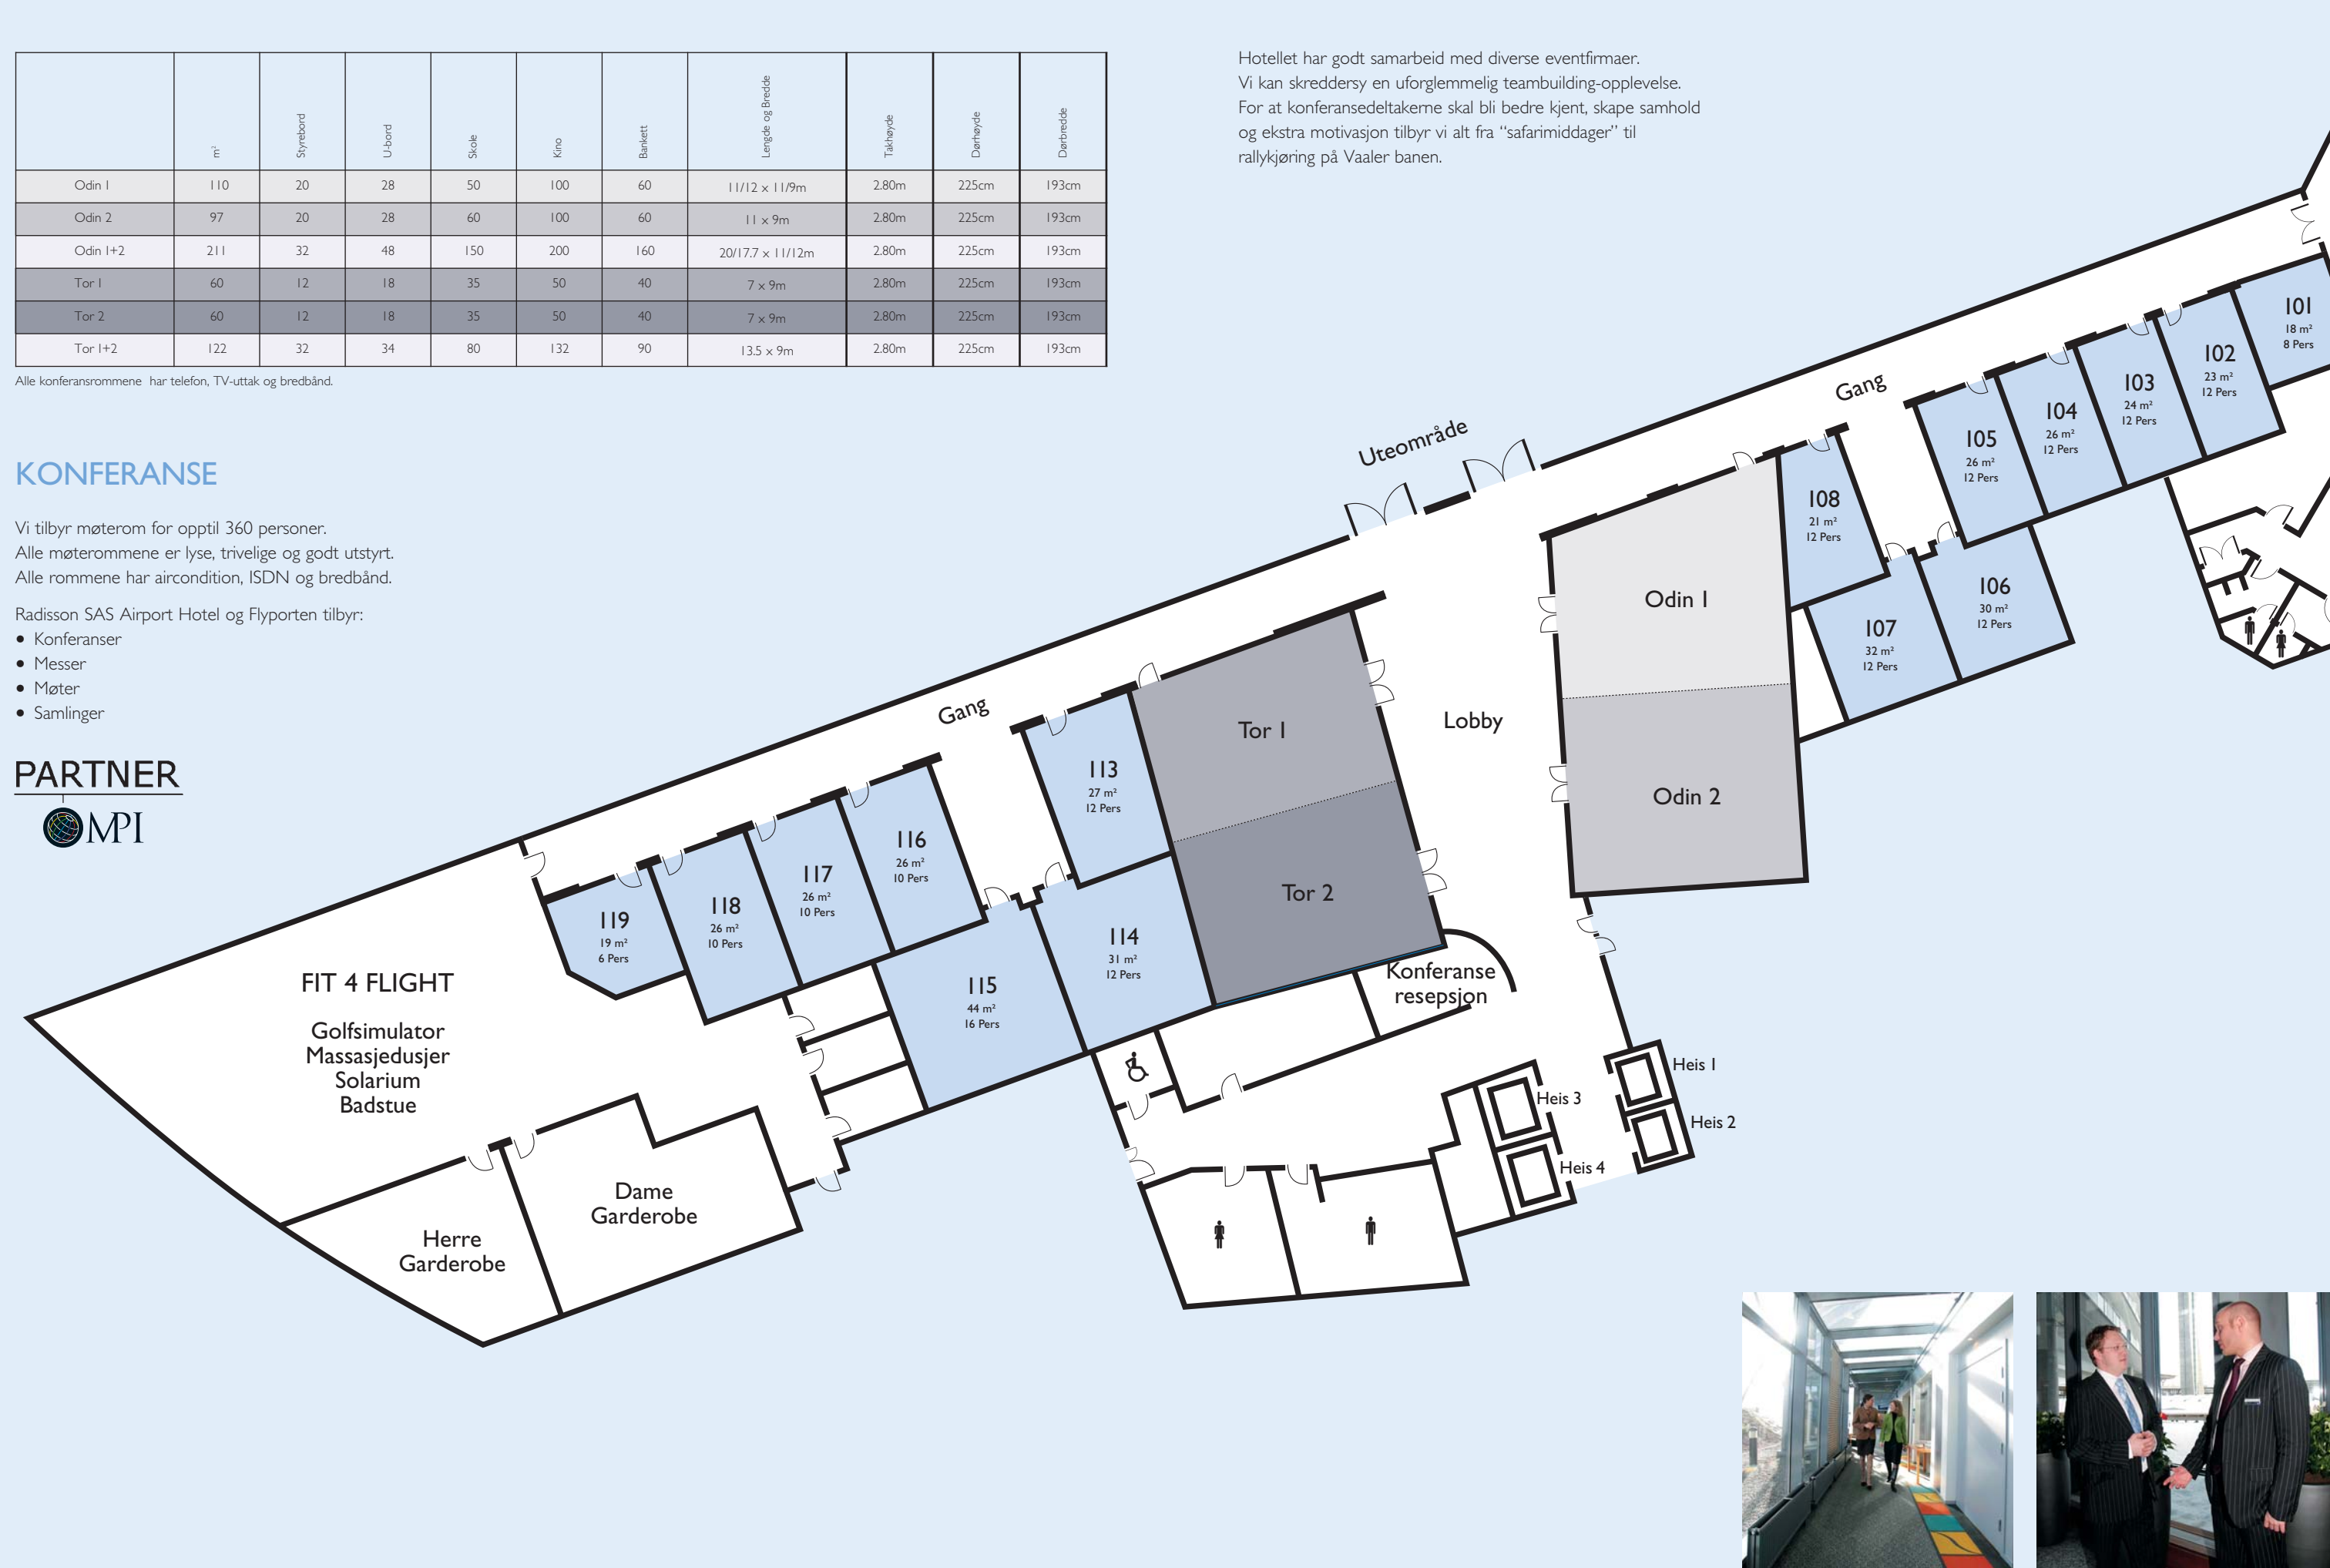 m²
Styrebord
U-bord
Skole
Kino
Bankett
Lengde og Bredde
Takhøyde
Dørhøyde
Dørbredde
Odin 1 110 20 28 50 100 60 11/12 x 11/9m 2.80m 225cm 193cm
Odin 2 97 20 28 60 100 60 11 x 9m 2.80m 225cm 193cm
Odin 1+2 211 32 48 150 200 160 20/17.7 x 11/12m 2.80m 225cm 193cm
Tor 1 60 12 18 35 50 40 7 x 9m 2.80m 225cm 193cm
Tor 2 60 12 18 35 50 40 7 x 9m 2.80m 225cm 193cm
Tor 1+2 122 32 34 80 132 90 13.5 x 9m 2.80m 225cm 193cm
Alle konferansrommene har telefon, TV-uttak og bredbånd.
Hotellet har godt samarbeid med diverse eventfirmaer.
Vi kan skreddersy en uforglemmelig teambuilding-opplevelse.
For at konferansedeltakerne skal bli bedre kjent, skape samhold
og ekstra motivasjon tilbyr vi alt fra “safarimiddager” til
rallykjøring på Vaaler banen.
KONFERANSE
Vi tilbyr møterom for opptil 360 personer.
Alle møterommene er lyse, trivelige og godt utstyrt.
Alle rommene har aircondition, ISDN og bredbånd.
Radisson SAS Airport Hotel og Flyporten tilbyr:
• Konferanser
• Messer
• Møter
• Samlinger
PARTNER
MPI
101
18 m²
8 Pers
102
23 m²
12 Pers
103
24 m²
12 Pers
104
26 m²
12 Pers
105
26 m²
12 Pers
Gang
Uteområde
108
21 m²
12 Pers
106
30 m²
12 Pers
107
32 m²
12 Pers
Odin 1
Odin 2
Lobby
Tor 1
Tor 2
Gang
113
27 m²
12 Pers
114
31 m²
12 Pers
115
44 m²
16 Pers
116
26 m²
10 Pers
117
26 m²
10 Pers
118
26 m²
10 Pers
119
19 m²
6 Pers
Konferanse
resepsjon
Heis 1
Heis 2
Heis 3
Heis 4
FIT 4 FLIGHT
Golfsimulator
Massasjedusjer
Solarium
Badstue
Dame
Garderobe
Herre
Garderobe